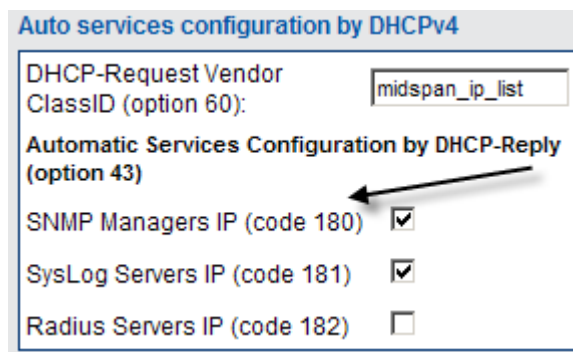 Auto services configuration by DHCPv4
DHCP-Request Vendor
ClassID (option 60):
midspan_ip_list
Automatic Services Configuration by DHCP-Reply
(option 43)
SNMP Managers IP (code 180)
SysLog Servers IP (code 181)
Radius Servers IP (code 182)